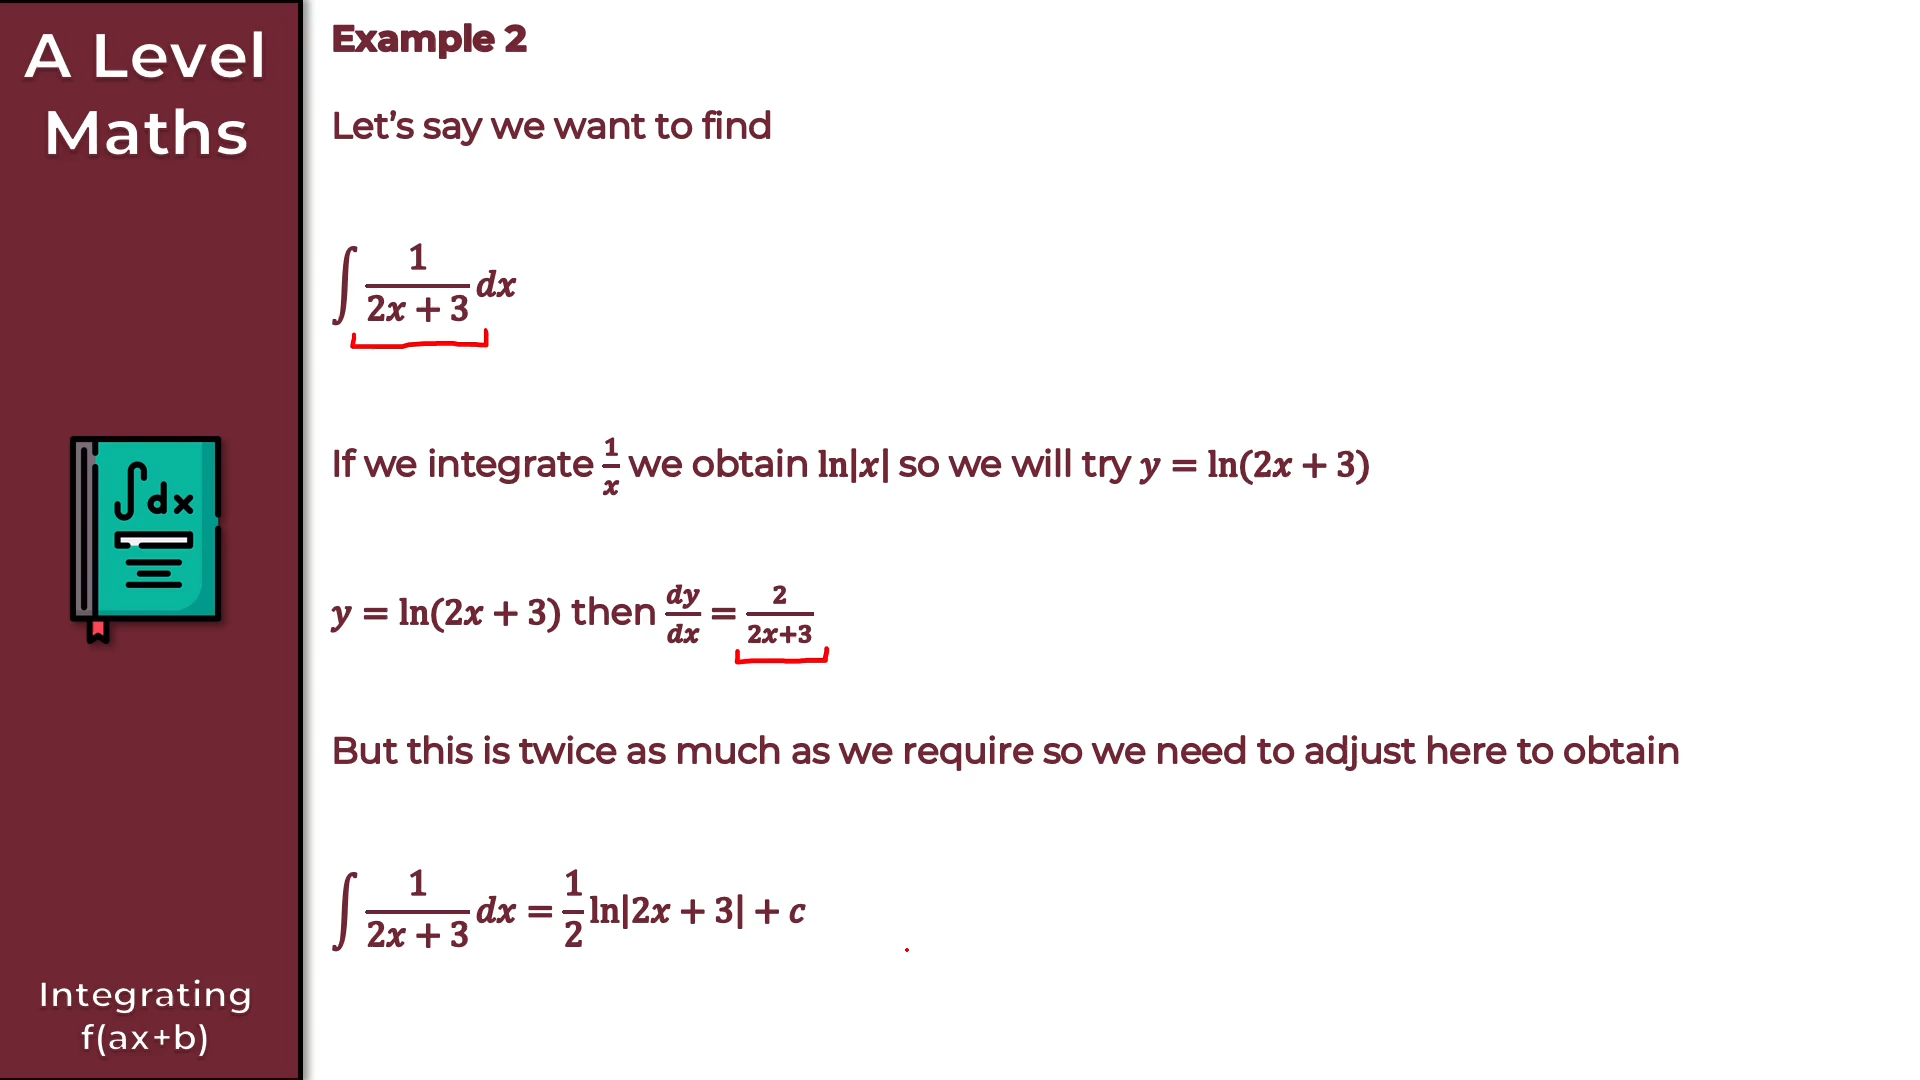 A Level
Maths
∫dx
Integrating
f(ax+b)
Example 2
Let’s say we want to find
∫ 1/(2x + 3) dx
If we integrate 1/x we obtain ln|x| so we will try y = ln(2x + 3)
y = ln(2x + 3) then dy/dx = 2/(2x+3)
But this is twice as much as we require so we need to adjust here to obtain
∫ 1/(2x + 3) dx = 1/2 ln|2x + 3| + c